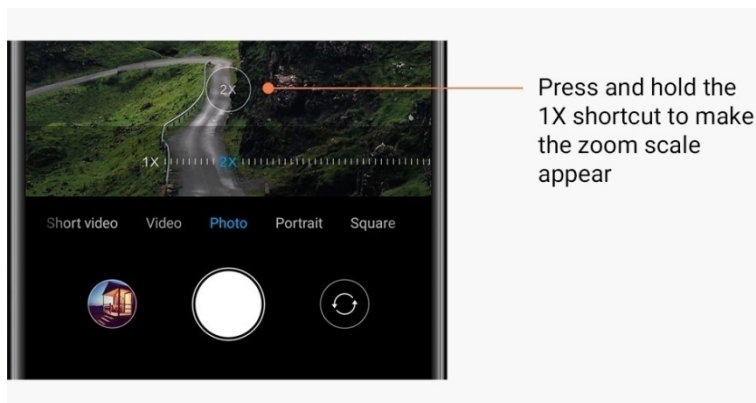 2X
Press and hold the
1X shortcut to make
the zoom scale
appear
1X 2X
Short video Video Photo Portrait Square